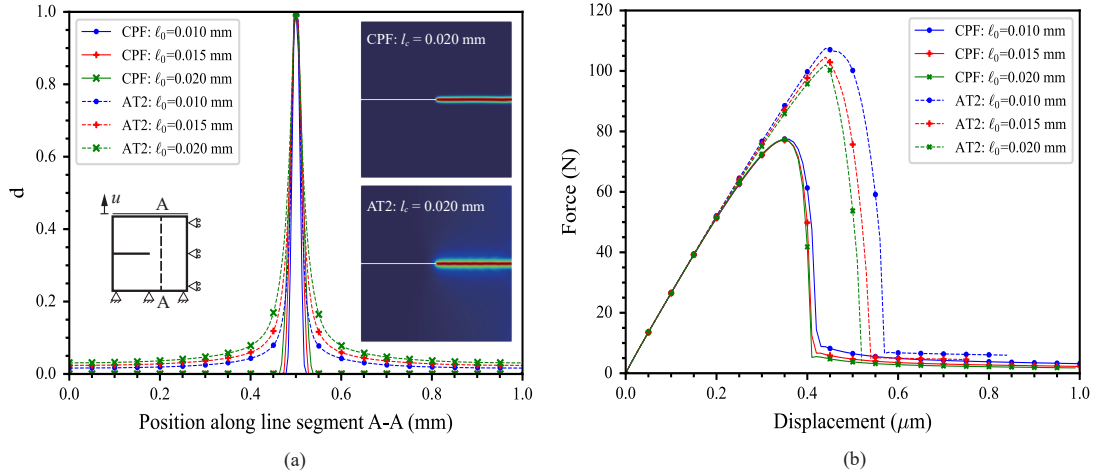 1.0
0.8
0.6
0.4
0.2
0.0
d
CPF: ℓ₀=0.010 mm
CPF: ℓ₀=0.015 mm
CPF: ℓ₀=0.020 mm
AT2: ℓ₀=0.010 mm
AT2: ℓ₀=0.015 mm
AT2: ℓ₀=0.020 mm
CPF: l_c = 0.020 mm
AT2: l_c = 0.020 mm
u
A
A
0.0 0.2 0.4 0.6 0.8 1.0
Position along line segment A-A (mm)
(a)
120
100
80
60
40
20
0
Force (N)
CPF: ℓ₀=0.010 mm
CPF: ℓ₀=0.015 mm
CPF: ℓ₀=0.020 mm
AT2: ℓ₀=0.010 mm
AT2: ℓ₀=0.015 mm
AT2: ℓ₀=0.020 mm
0.0 0.2 0.4 0.6 0.8 1.0
Displacement (μm)
(b)